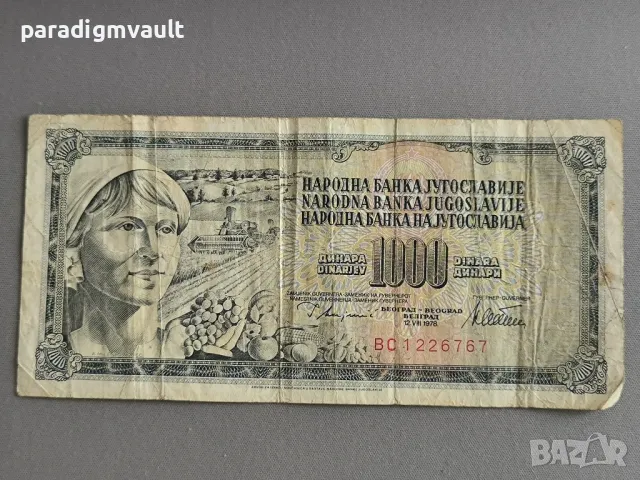 paradigmvault
НАРОДНА БАНКА ЈУГОСЛАВИЈЕ
NARODNA BANKA JUGOSLAVIJE
НАРОДНА БАНКА НА ЈУГОСЛАВИЈА
ДИНАРА 1000 DINARA
DINARJEV ДИНАРИ
БЕОГРАД – BEOGRAD
БЕЛГРАД
12 VIII 1978
BC 1226767
BAZAR